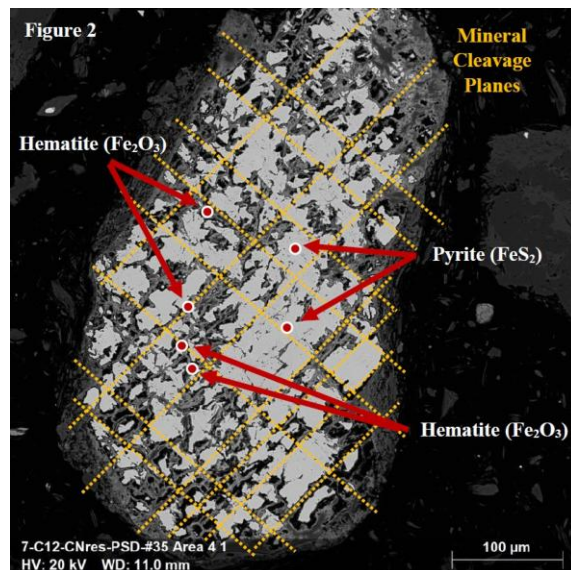 Figure 2
Mineral
Cleavage
Planes
Hematite (Fe₂O₃)
Pyrite (FeS₂)
Hematite (Fe₂O₃)
7-C12-CNres-PSD-#35 Area 4 1
HV: 20 kV WD: 11.0 mm
100 µm